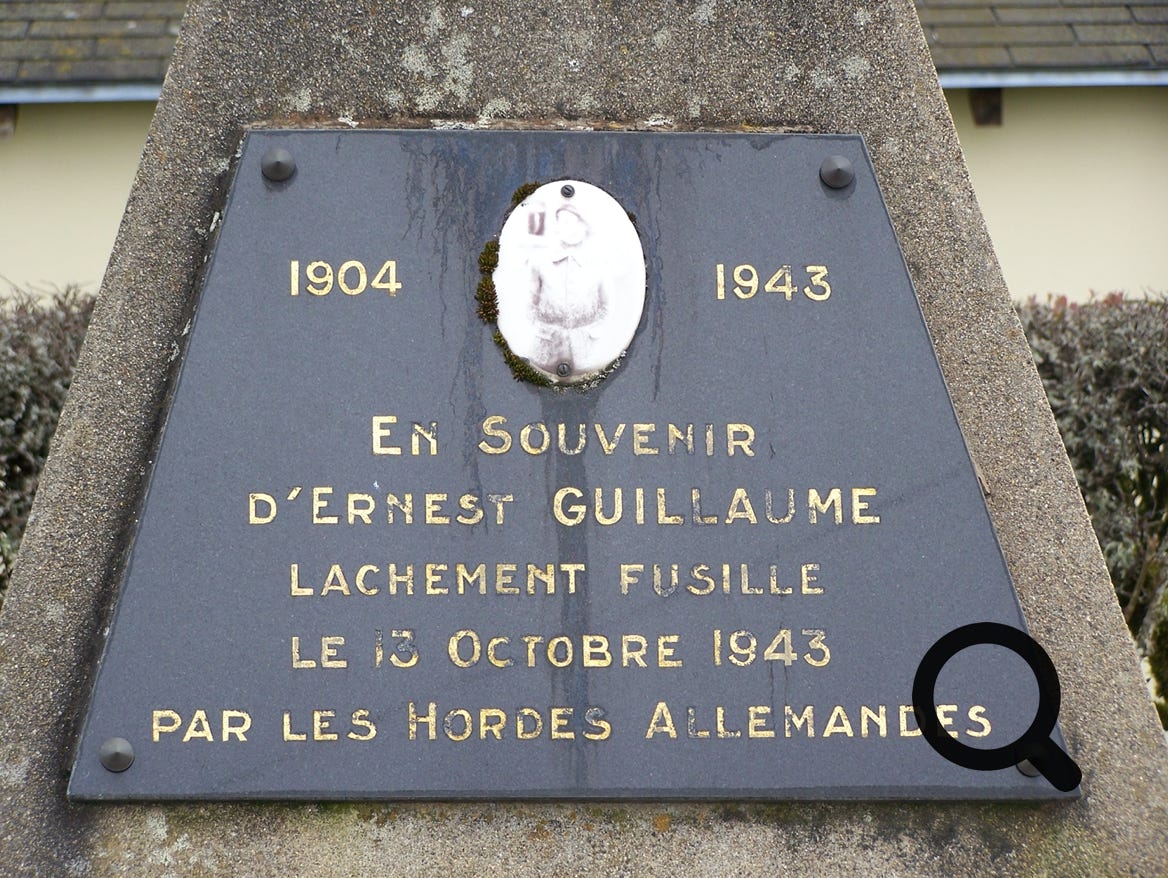 1904 1943
En Souvenir
d'Ernest GUILLAUME
LACHEMENT FUSILLE
LE 13 Octobre 1943
PAR LES Hordes Allemandes